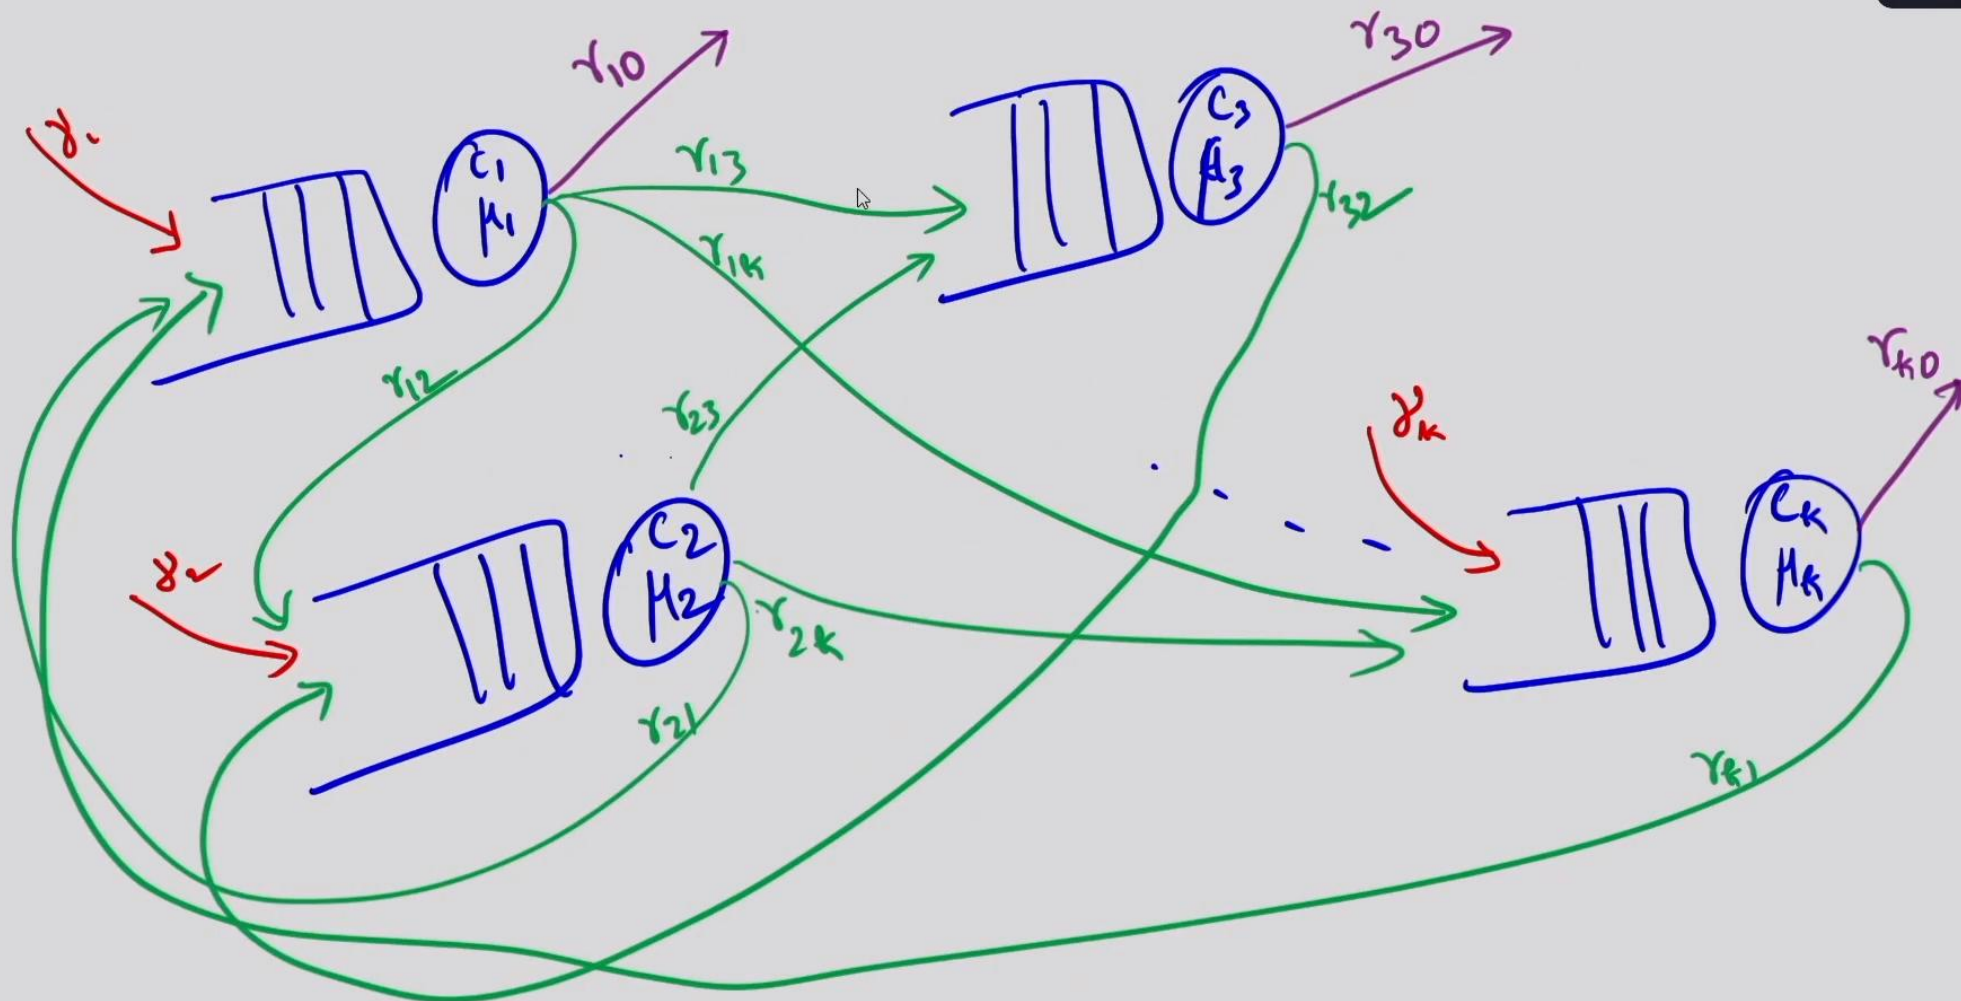 γ₁
r₁₀
C₁
μ₁
r₁₃
r₁ₖ
r₁₂
C₃
μ₃
r₃₀
r₃₂
r₂₃
γ₂
C₂
μ₂
r₂ₖ
r₂₁
γₖ
Cₖ
μₖ
rₖ₀
rₖ₁